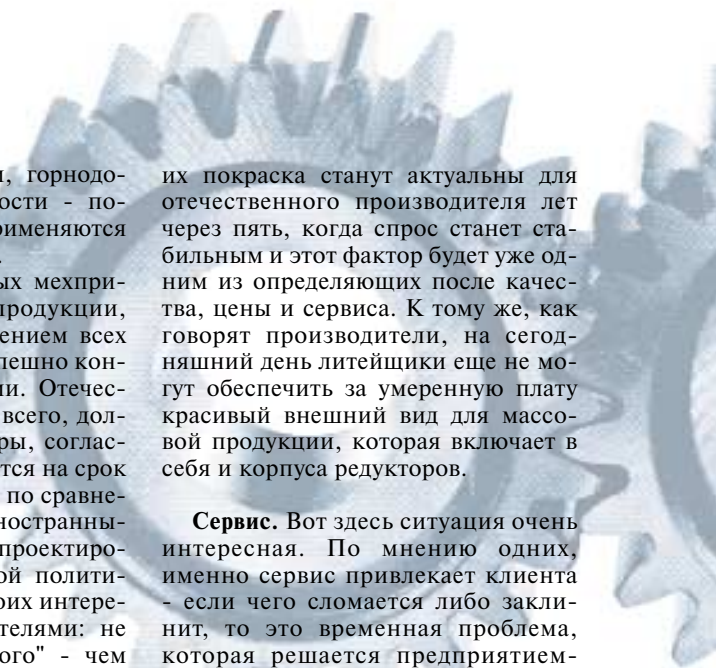 и, горнодо-
ости - по-
рименяются
ых мехпри-
продукции,
ением всех
пешно кон-
ии. Отечес-
всего, дол-
ры, соглас-
тся на срок
по сравне-
ностранны-
проектиро-
ой полити-
оих интере-
телями: не
ого" - чем
их покраска станут актуальны для
отечественного производителя лет
через пять, когда спрос станет ста-
бильным и этот фактор будет уже од-
ним из определяющих после качес-
тва, цены и сервиса. К тому же, как
говорят производители, на сегод-
няшний день литейщики еще не мо-
гут обеспечить за умеренную плату
красивый внешний вид для массо-
вой продукции, которая включает в
себя и корпуса редукторов.
Сервис. Вот здесь ситуация очень
интересная. По мнению одних,
именно сервис привлекает клиента
- если чего сломается либо закли-
нит, то это временная проблема,
которая решается предприятием-